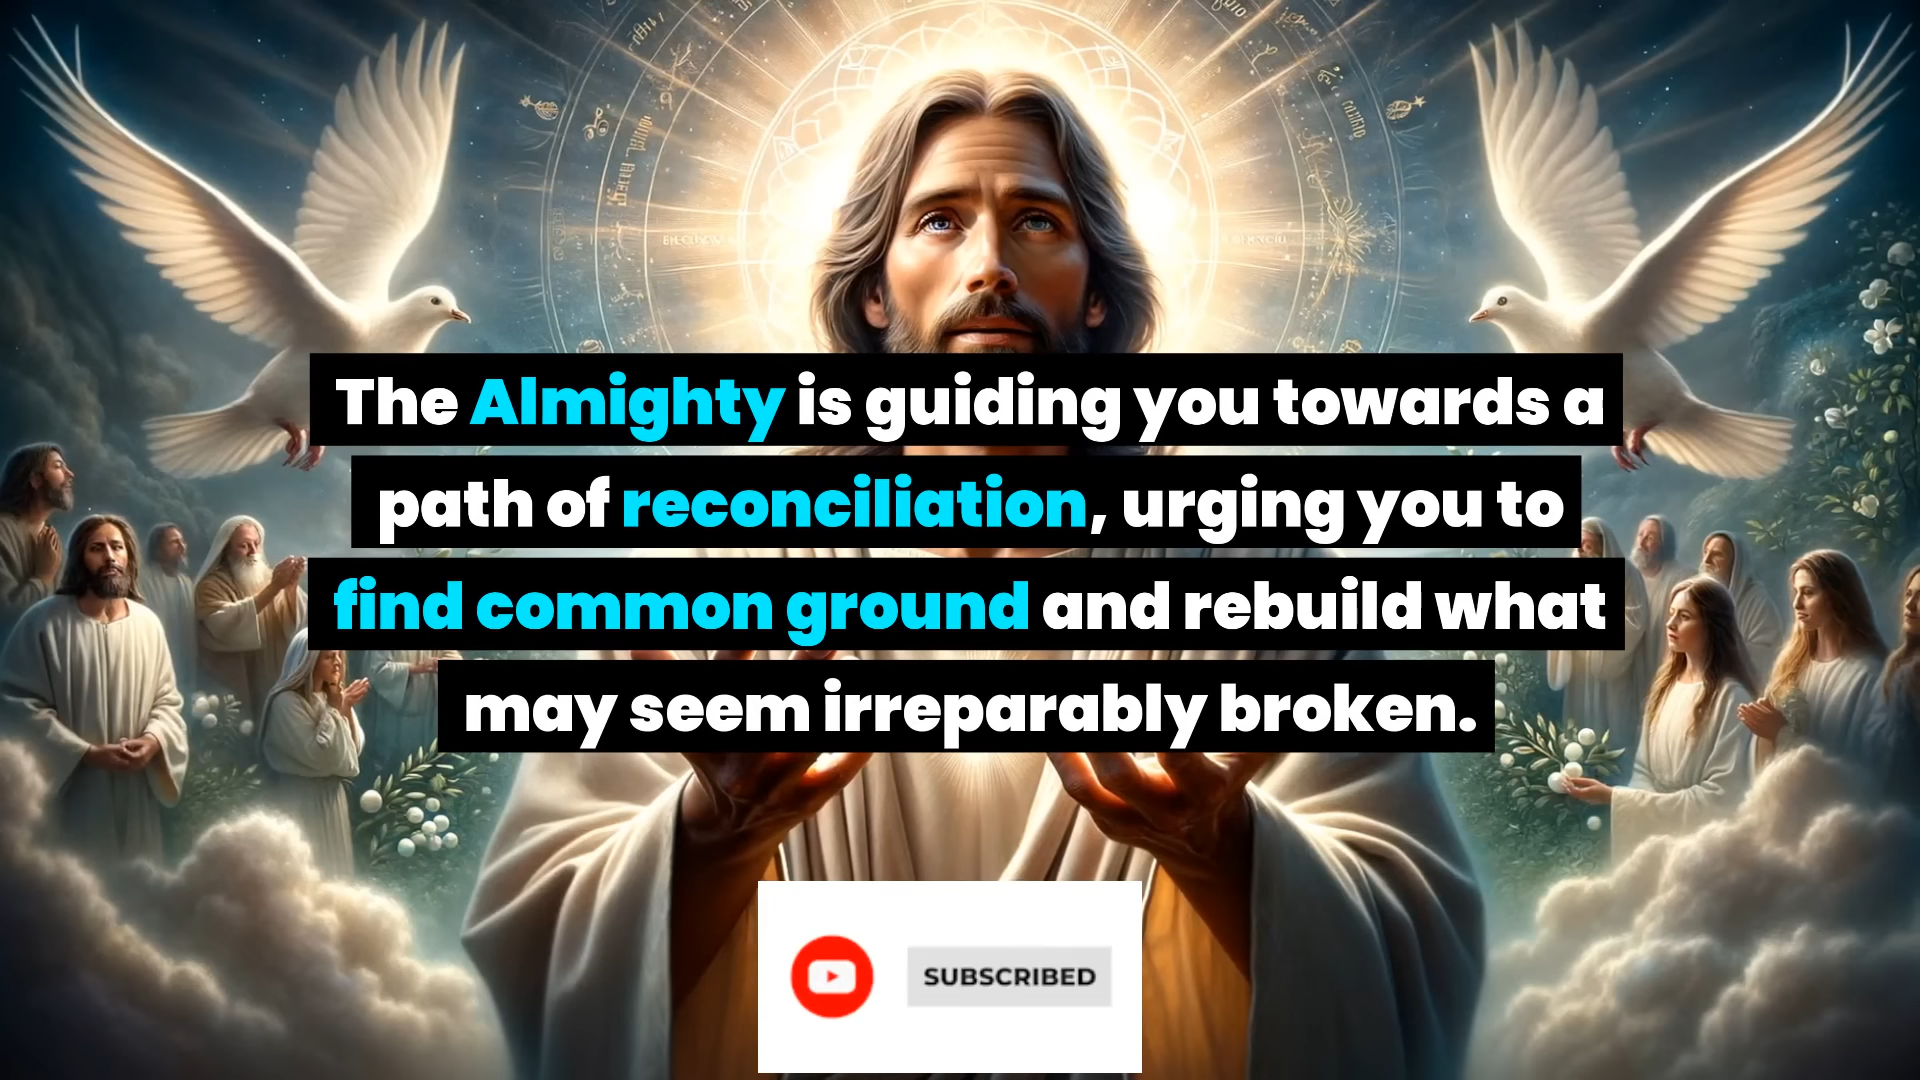 The Almighty is guiding you towards a
path of reconciliation, urging you to
find common ground and rebuild what
may seem irreparably broken.
SUBSCRIBED